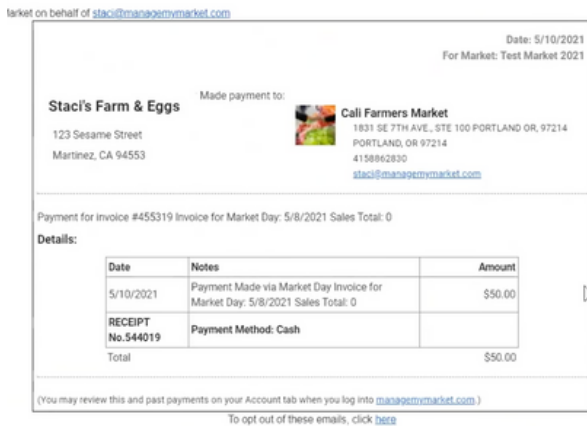 larket on behalf of staci@managemymarket.com
Date: 5/10/2021
For Market: Test Market 2021
Staci's Farm & Eggs
123 Sesame Street
Martinez, CA 94553
Made payment to:
Cali Farmers Market
1831 SE 7TH AVE., STE 100 PORTLAND OR, 97214
PORTLAND, OR 97214
4158862830
staci@managemymarket.com
Payment for invoice #455319 Invoice for Market Day: 5/8/2021 Sales Total: 0
Details:
Date Notes Amount
5/10/2021 Payment Made via Market Day Invoice for
Market Day: 5/8/2021 Sales Total: 0 $50.00
RECEIPT
No.544019 Payment Method: Cash
Total $50.00
(You may review this and past payments on your Account tab when you log into managemymarket.com.)
To opt out of these emails, click here